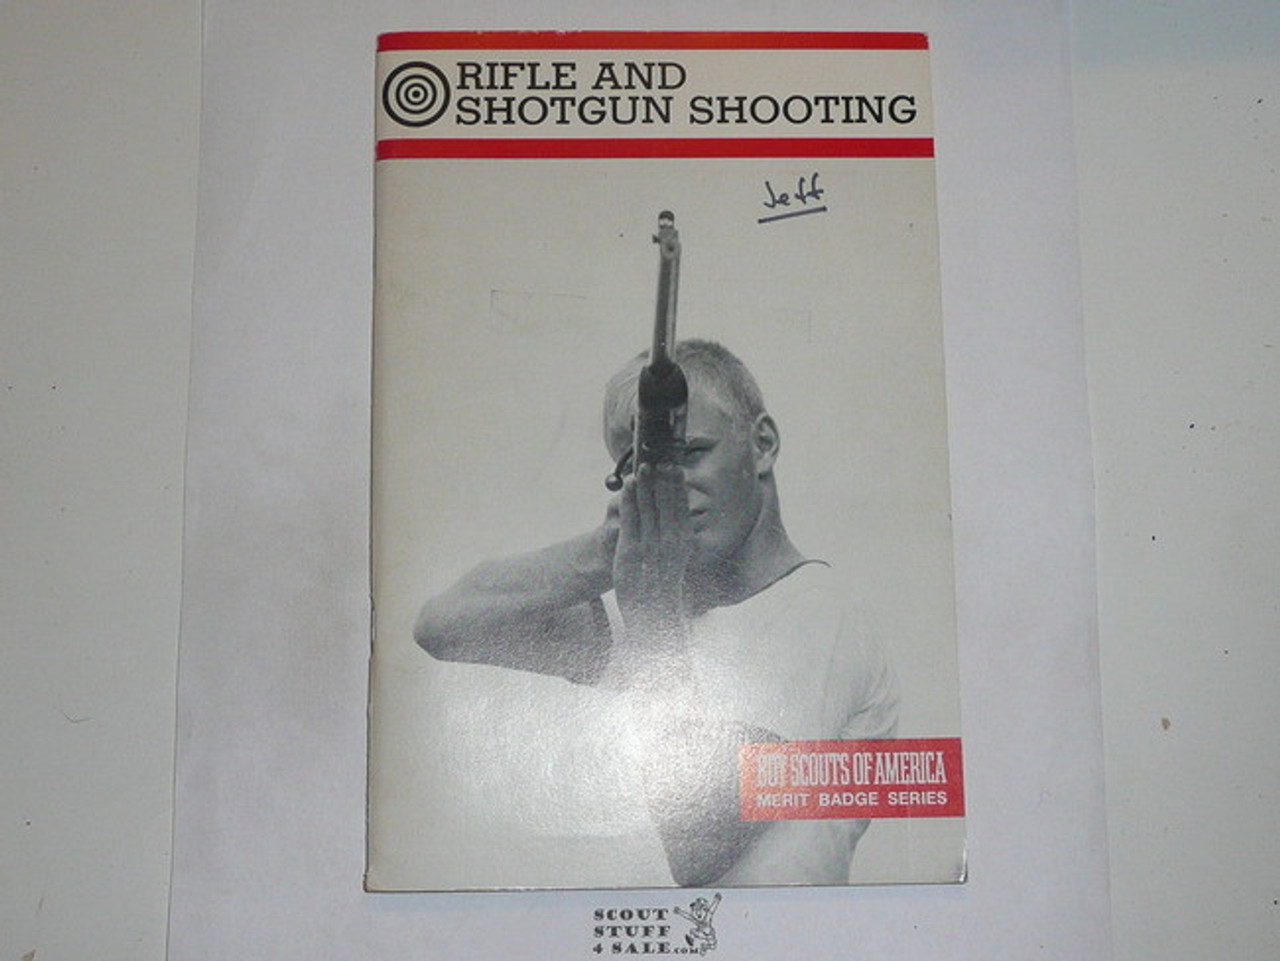 RIFLE AND
SHOTGUN SHOOTING
Jeff
BOY SCOUTS OF AMERICA
MERIT BADGE SERIES
SCOUT
STUFF
4 SALE.COM